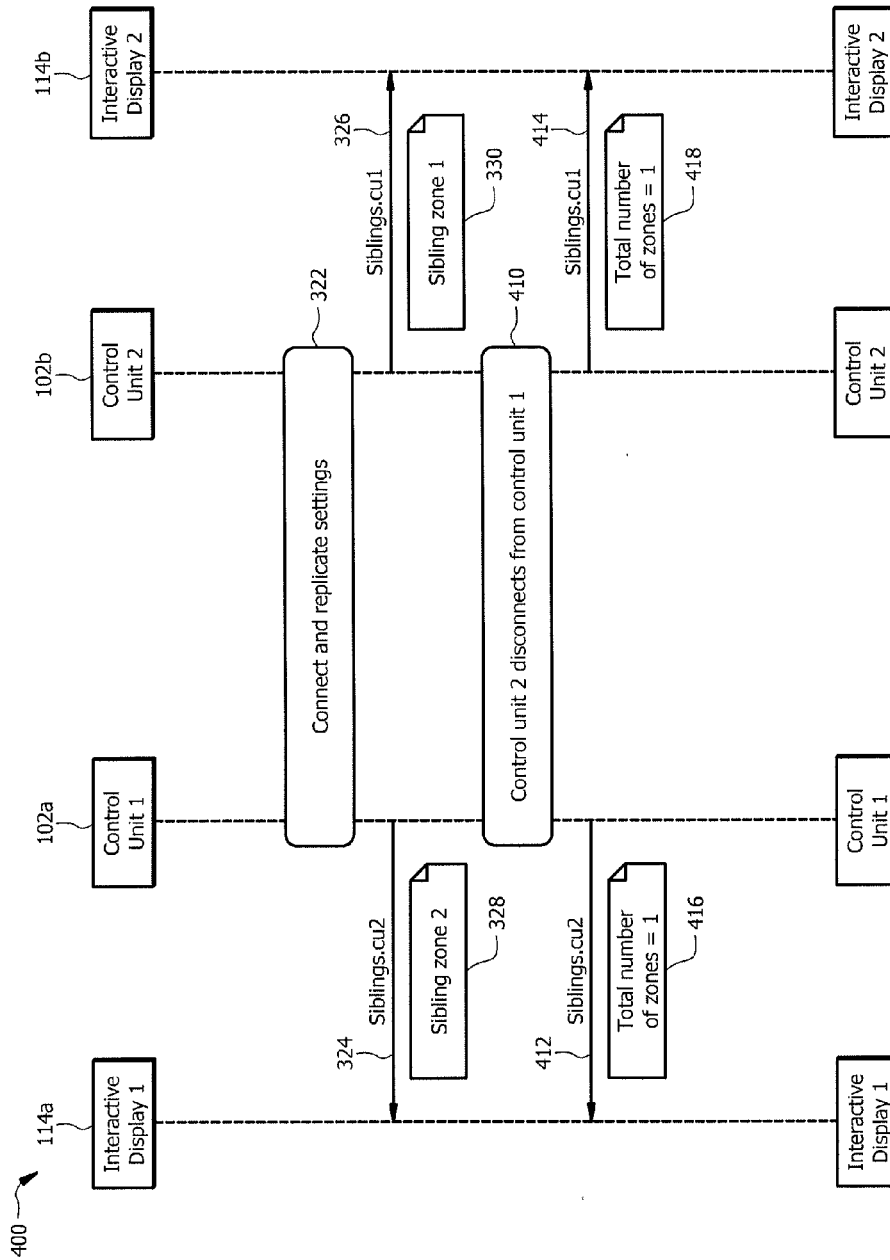 400
114a
102a
102b
114b
Interactive
Display 1
Control
Unit 1
Control
Unit 2
Interactive
Display 2
Connect and replicate settings
322
324
Siblings.cu2
Siblings.cu1
326
Sibling zone 2
328
Sibling zone 1
330
Control unit 2 disconnects from control unit 1
410
412
Siblings.cu2
Siblings.cu1
414
Total number
of zones = 1
416
Total number
of zones = 1
418
Interactive
Display 1
Control
Unit 1
Control
Unit 2
Interactive
Display 2